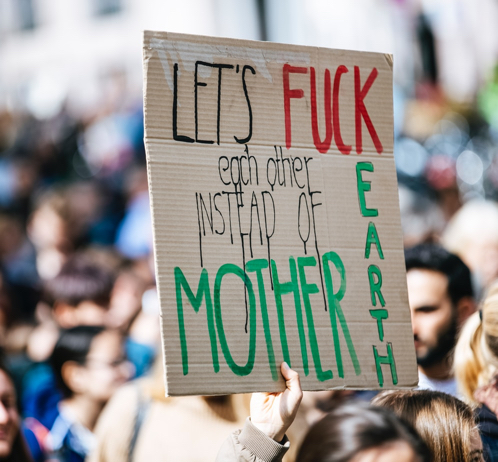 LET'S FUCK
each other
INSTEAD OF
MOTHER
EARTH